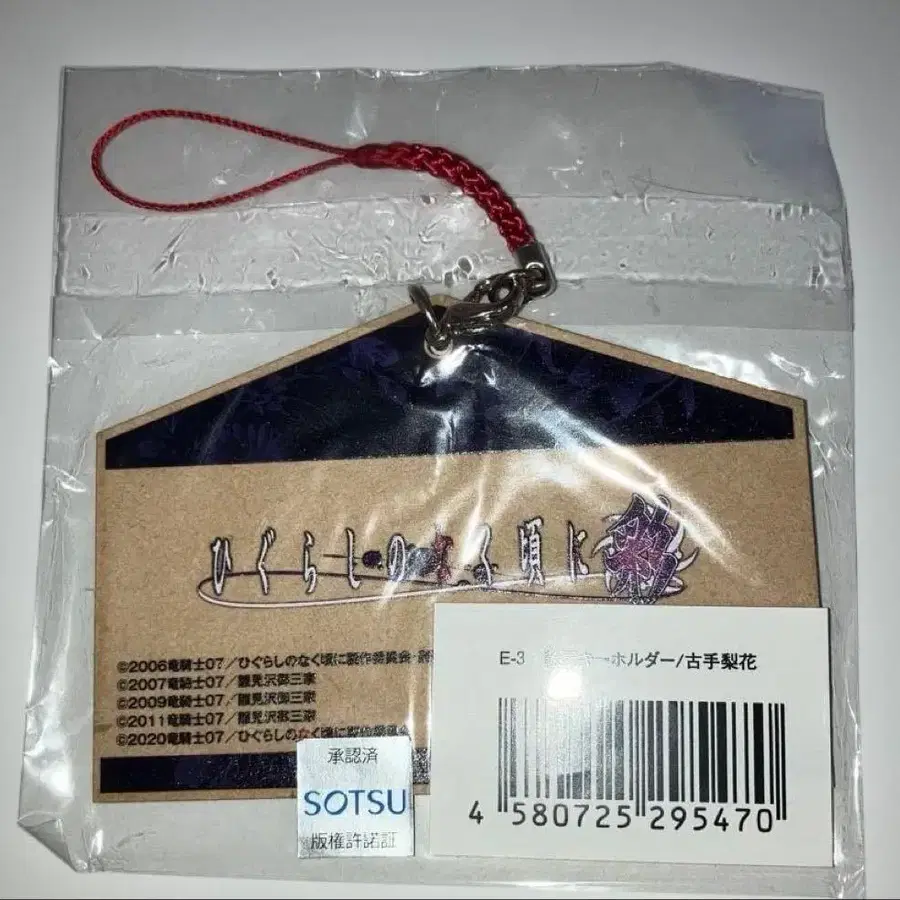 ひぐらしのなく頃に祭
©2006竜騎士07／ひぐらしのなく頃に製作委員会・創
©2007竜騎士07／雛見沢御三家
©2009竜騎士07／雛見沢御三家
©2011竜騎士07／雛見沢御三家
©2020竜騎士07／ひぐらしのなく頃に製作委員会
承認済
SOTSU
版権許諾証
E-3 キーホルダー/古手梨花
4 580725 295470